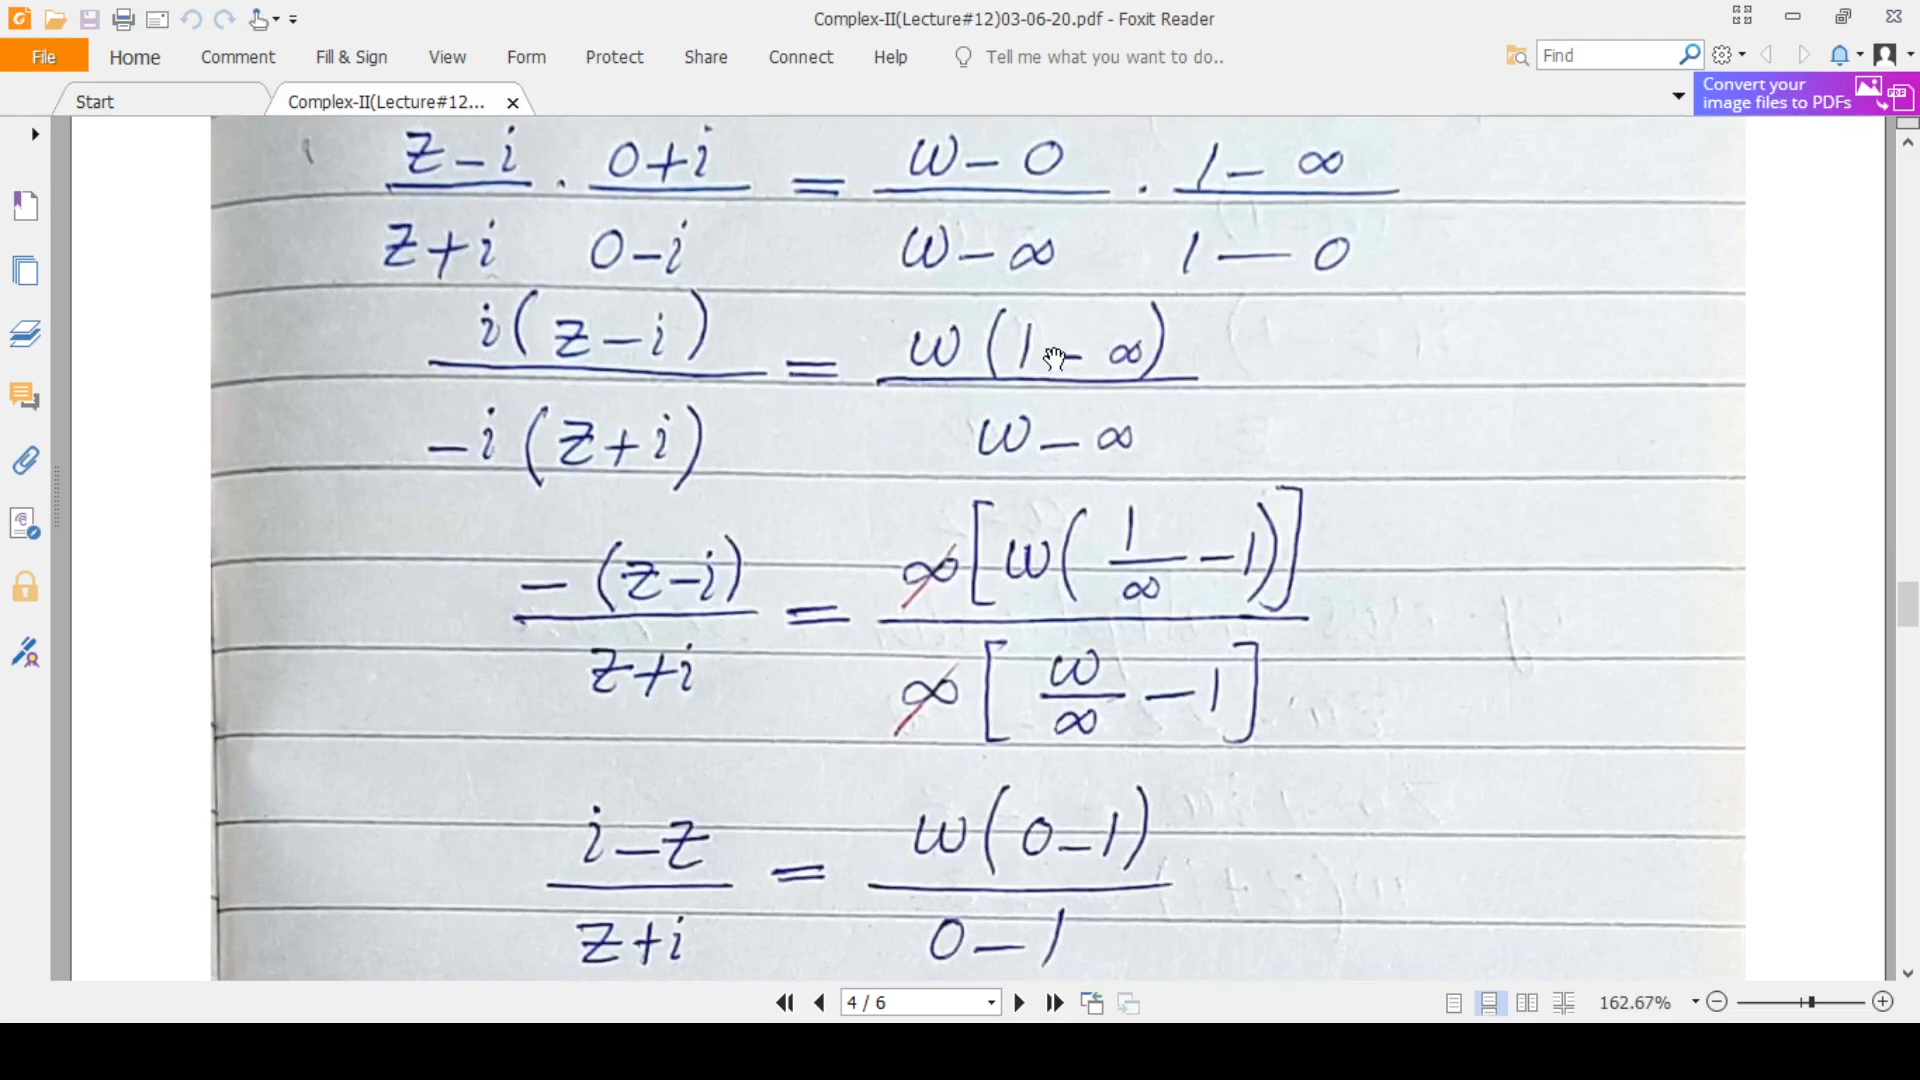 Complex-II(Lecture#12)03-06-20.pdf - Foxit Reader
File Home Comment Fill & Sign View Form Protect Share Connect Help Tell me what you want to do.. Find
Start Complex-II(Lecture#12... Convert your
image files to PDFs PDF
z-i / z+i . 0+i / 0-i = w-0 / w-∞ . 1-∞ / 1-0
i(z-i) / -i(z+i) = w(1-∞) / w-∞
-(z-i) / z+i = ∞[w(1/∞ -1)] / ∞[w/∞ -1]
i-z / z+i = w(0-1) / 0-1
4 / 6 162.67%